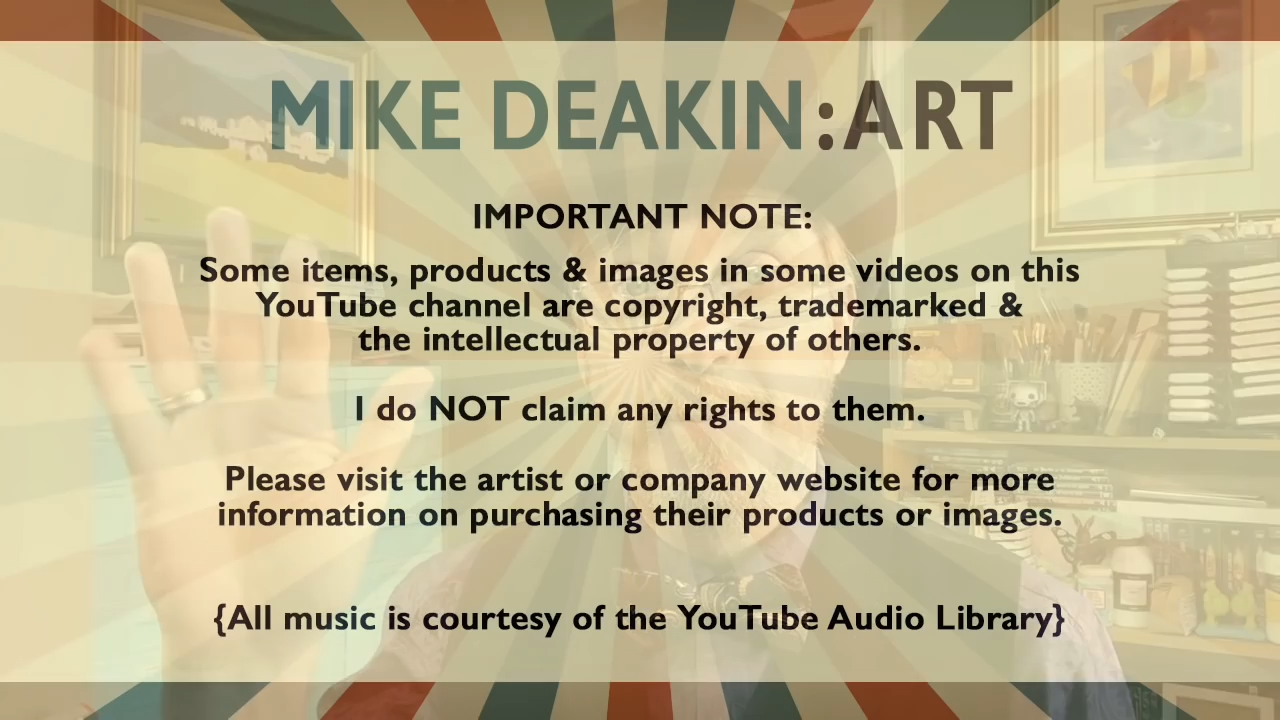 MIKE DEAKIN:ART
IMPORTANT NOTE:
Some items, products & images in some videos on this
YouTube channel are copyright, trademarked &
the intellectual property of others.
I do NOT claim any rights to them.
Please visit the artist or company website for more
information on purchasing their products or images.
{All music is courtesy of the YouTube Audio Library}